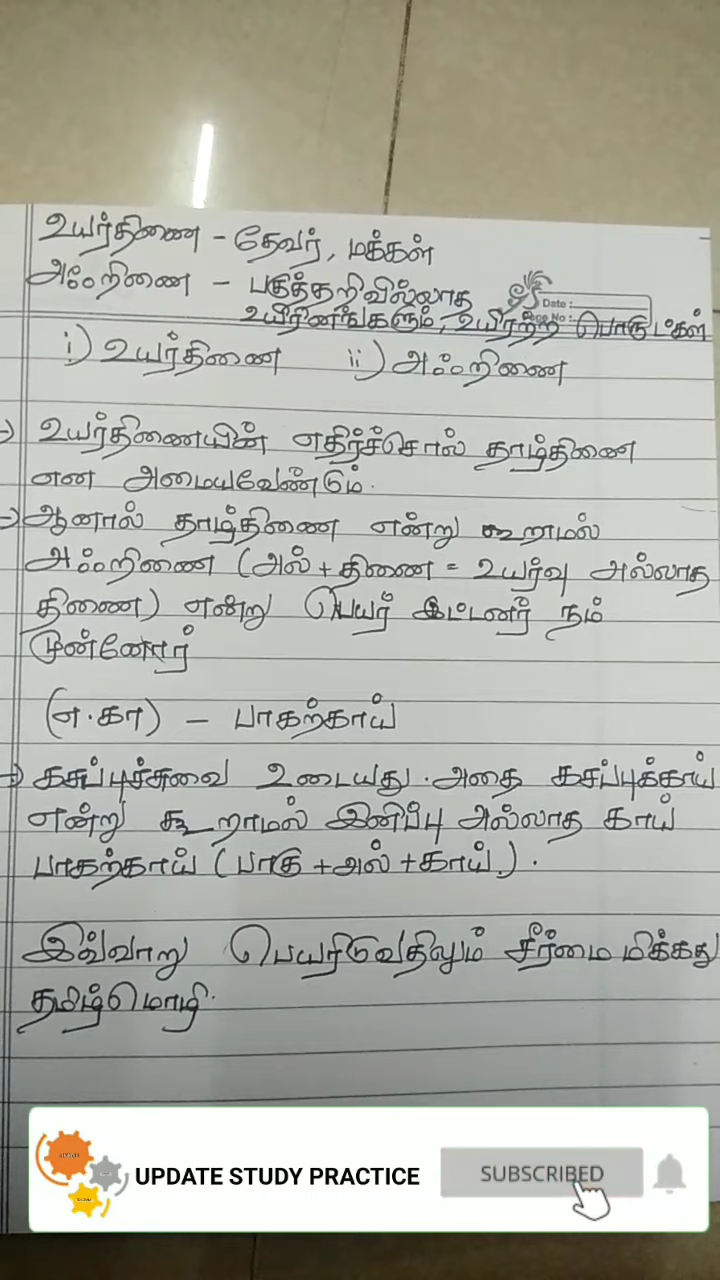 உயர்திணை - தேவர், மக்கள்
அஃறிணை - பகுத்தறிவில்லாத
Date :
Page No :
உயிரினங்களும், உயிரற்ற பொருட்கள்
i) உயர்திணை ii) அஃறிணை
-> உயர்திணையின் எதிர்ச்சொல் தாழ்திணை
என அமையவேண்டும்.
-> ஆனால் தாழ்திணை என்று கூறாமல்
அஃறிணை (அல் + திணை = உயர்வு அல்லாத
திணை) என்று பெயர் இட்டனர் நம்
முன்னோர்
(எ.கா) - பாகற்காய்
-> கசப்புச்சுவை உடையது. அதை கசப்புக்காய்
என்று கூறாமல் இனிப்பு அல்லாத காய்
பாகற்காய் (பாகு + அல் + காய்).
இவ்வாறு பெயரிடுவதிலும் சீர்மை மிக்கது
தமிழ்மொழி.
UPDATE STUDY PRACTICE
SUBSCRIBED